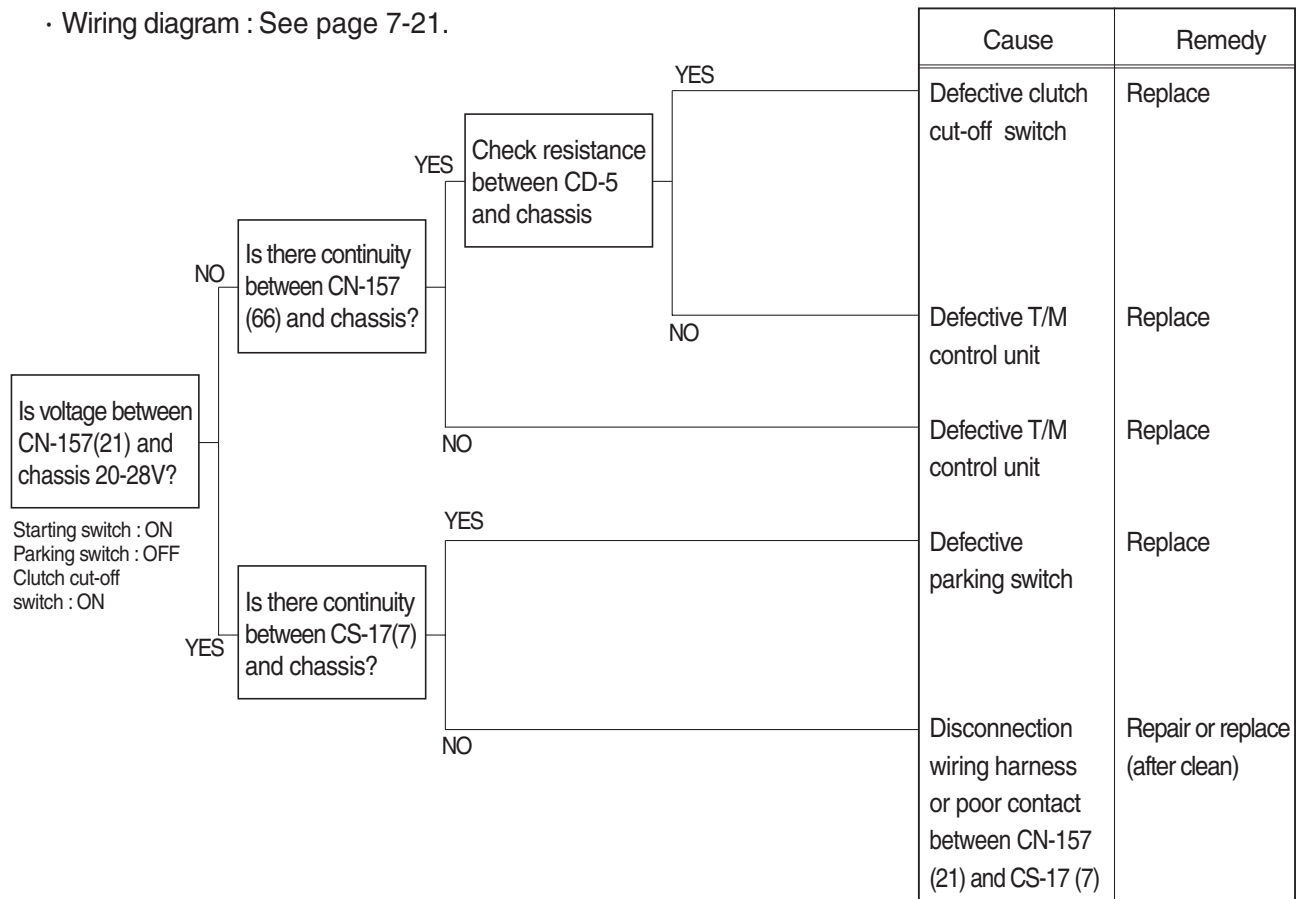 · Wiring diagram : See page 7-21.
Cause
Remedy
YES
Defective clutch
cut-off switch
Replace
YES
Check resistance
between CD-5
and chassis
NO
Is there continuity
between CN-157
(66) and chassis?
NO
Defective T/M
control unit
Replace
Is voltage between
CN-157(21) and
chassis 20-28V?
Starting switch : ON
Parking switch : OFF
Clutch cut-off
switch : ON
NO
Defective T/M
control unit
Replace
YES
Defective
parking switch
Replace
YES
Is there continuity
between CS-17(7)
and chassis?
NO
Disconnection
wiring harness
or poor contact
between CN-157
(21) and CS-17 (7)
Repair or replace
(after clean)